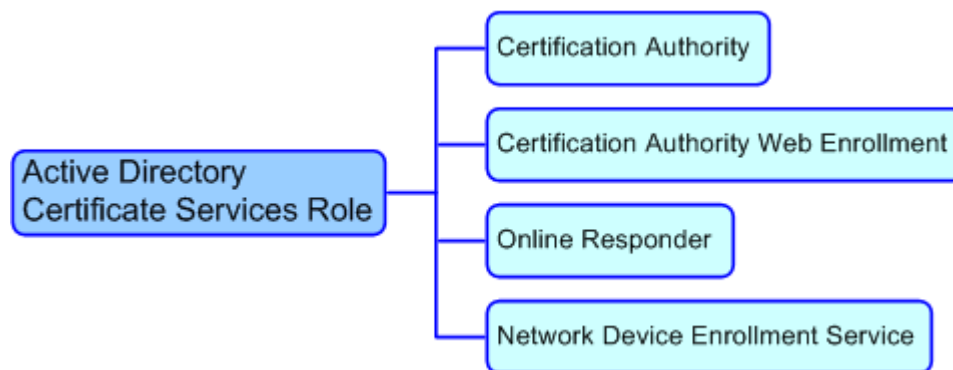 Certification Authority
Certification Authority Web Enrollment
Active Directory
Certificate Services Role
Online Responder
Network Device Enrollment Service